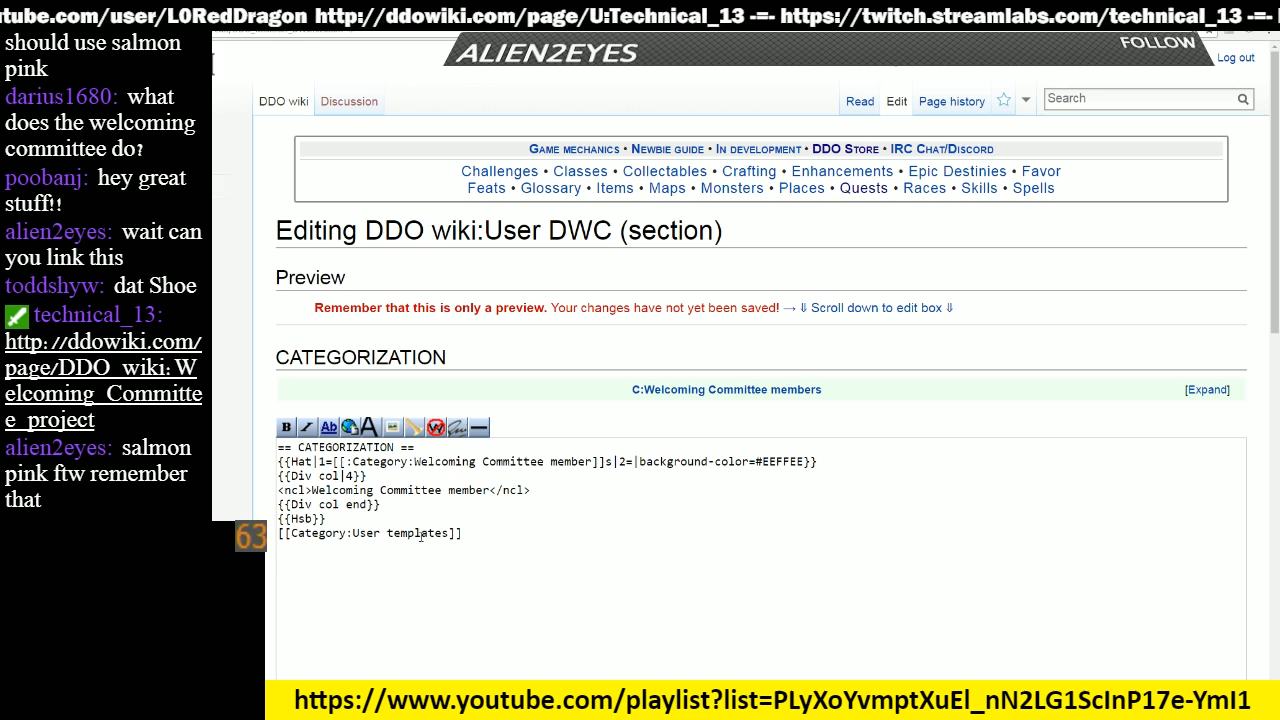 tube.com/user/L0RedDragon http://ddowiki.com/page/U:Technical_13 -=- https://twitch.streamlabs.com/technical_13 -=-
should use salmon
pink
darius1680: what
does the welcoming
committee do?
poobanj: hey great
stuff!!
alien2eyes: wait can
you link this
toddshyw: dat Shoe
technical_13:
http://ddowiki.com/
page/DDO_wiki:W
elcoming_Committe
e_project
alien2eyes: salmon
pink ftw remember
that
63
ALIEN2EYES
FOLLOW
Log out
DDO wiki Discussion Read Edit Page history Search
GAME MECHANICS • NEWBIE GUIDE • IN DEVELOPMENT • DDO STORE • IRC CHAT/DISCORD
Challenges • Classes • Collectables • Crafting • Enhancements • Epic Destinies • Favor
Feats • Glossary • Items • Maps • Monsters • Places • Quests • Races • Skills • Spells
Editing DDO wiki:User DWC (section)
Preview
Remember that this is only a preview. Your changes have not yet been saved! → ⇓ Scroll down to edit box ⇓
CATEGORIZATION
C:Welcoming Committee members [Expand]
B I Ab A W
== CATEGORIZATION ==
{{Hat|1=[[:Category:Welcoming Committee member]]s|2=|background-color=#EEFFEE}}
{{Div col|4}}
<ncl>Welcoming Committee member</ncl>
{{Div col end}}
{{Hsb}}
[[Category:User templates]]
https://www.youtube.com/playlist?list=PLyXoYvmptXuEl_nN2LG1ScInP17e-YmI1